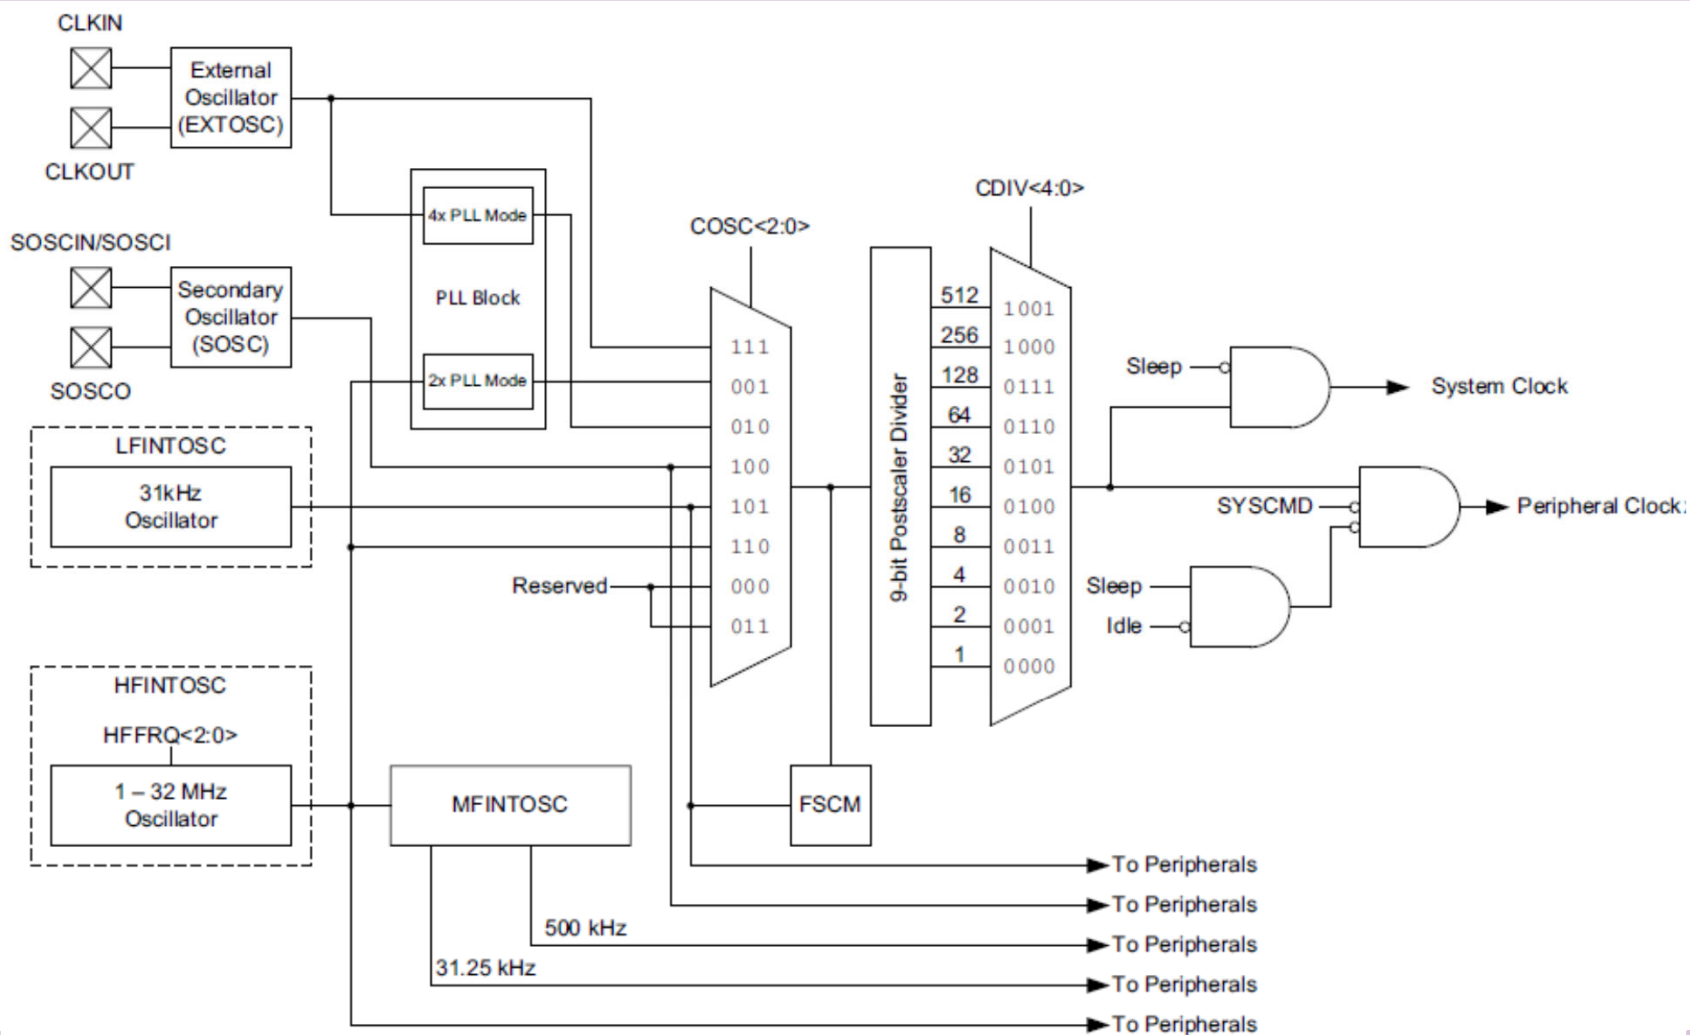 CLKIN
External
Oscillator
(EXTOSC)
CLKOUT
4x PLL Mode
PLL Block
2x PLL Mode
SOSCIN/SOSCI
Secondary
Oscillator
(SOSC)
SOSCO
LFINTOSC
31kHz
Oscillator
HFINTOSC
HFFRQ<2:0>
1 – 32 MHz
Oscillator
MFINTOSC
500 kHz
31.25 kHz
Reserved
COSC<2:0>
111
001
010
100
101
110
000
011
FSCM
9-bit Postscaler Divider
CDIV<4:0>
512 1001
256 1000
128 0111
64 0110
32 0101
16 0100
8 0011
4 0010
2 0001
1 0000
Sleep
System Clock
SYSCMD
Peripheral Clock
Sleep
Idle
To Peripherals
To Peripherals
To Peripherals
To Peripherals
To Peripherals